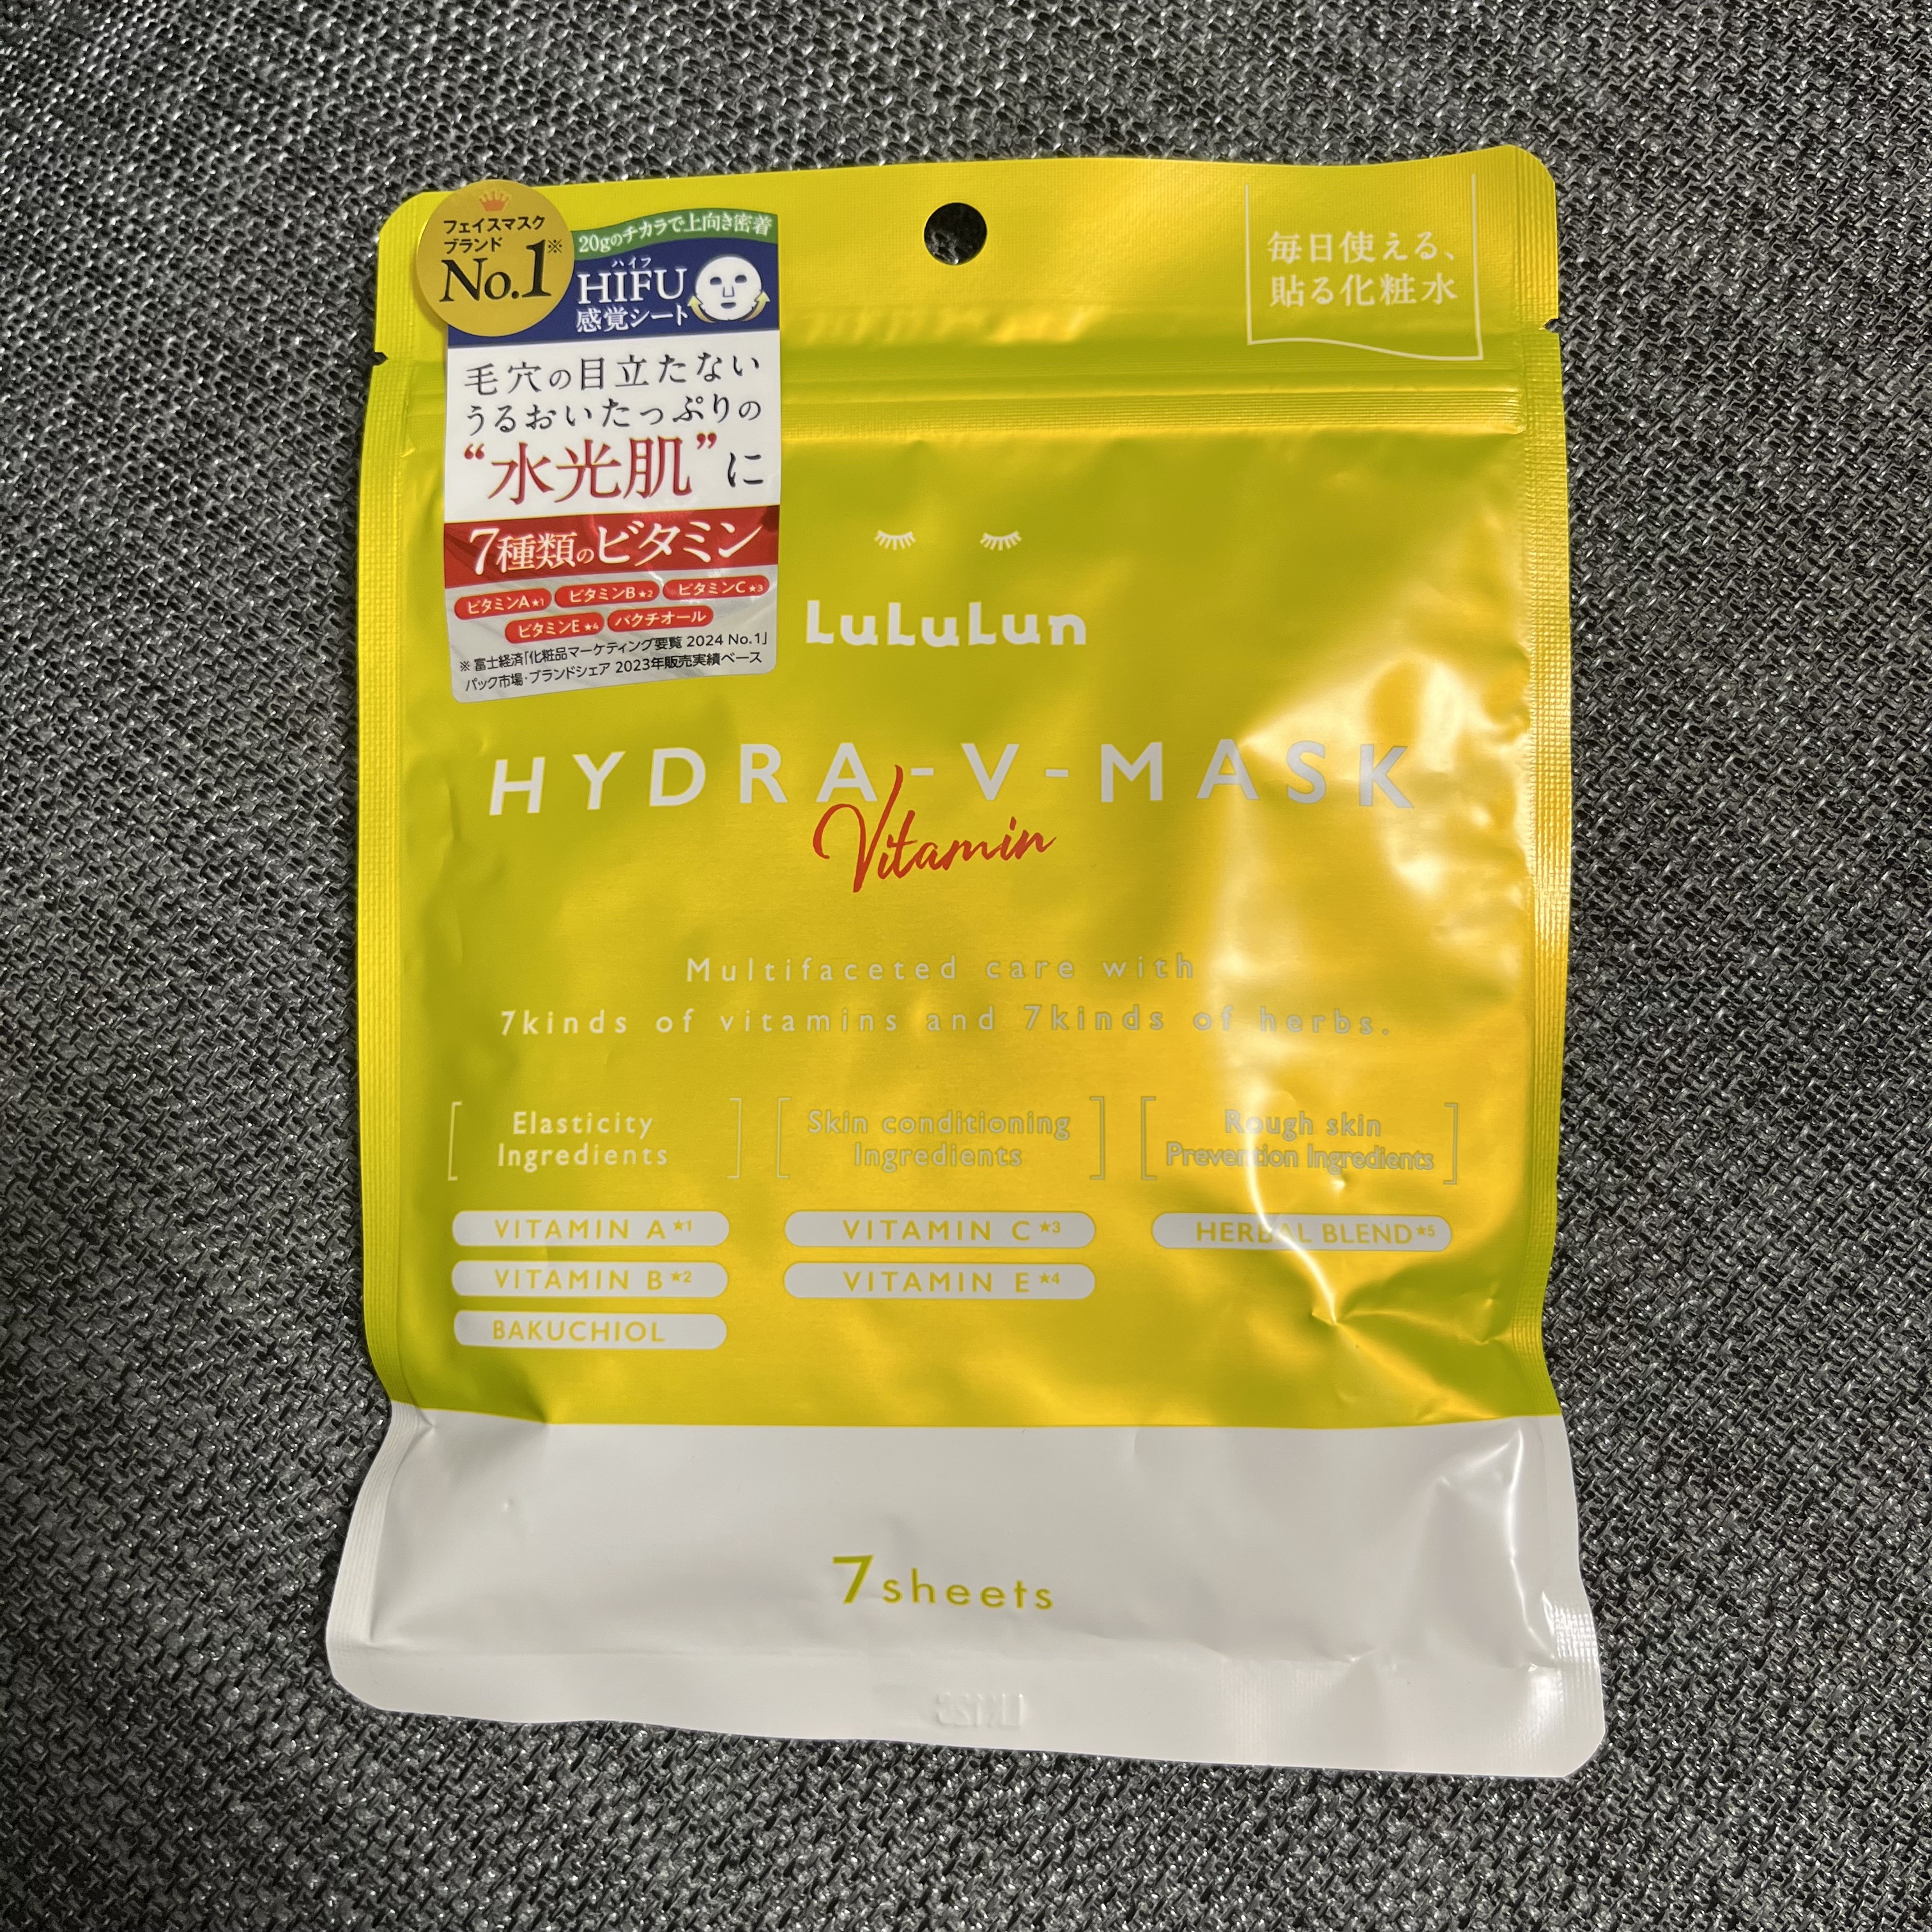 フェイスマスク
ブランド
No.1※
20gのチカラで上向き密着
ハイフ
HIFU
感覚シート
毛穴の目立たない
うるおいたっぷりの
“水光肌”に
7種類のビタミン
ビタミンA★1 ビタミンB★2 ビタミンC★3
ビタミンE★4 バクチオール
※ 富士経済「化粧品マーケティング要覧 2024 No.1」
パック市場・ブランドシェア 2023年販売実績ベース
毎日使える、
貼る化粧水
LuLuLun
HYDRA-V-MASK
Vitamin
Multifaceted care with
7kinds of vitamins and 7kinds of herbs.
Elasticity
Ingredients
VITAMIN A★1
VITAMIN B★2
BAKUCHIOL
Skin conditioning
Ingredients
VITAMIN C★3
VITAMIN E★4
Rough skin
Prevention Ingredients
HERBAL BLEND★5
7sheets